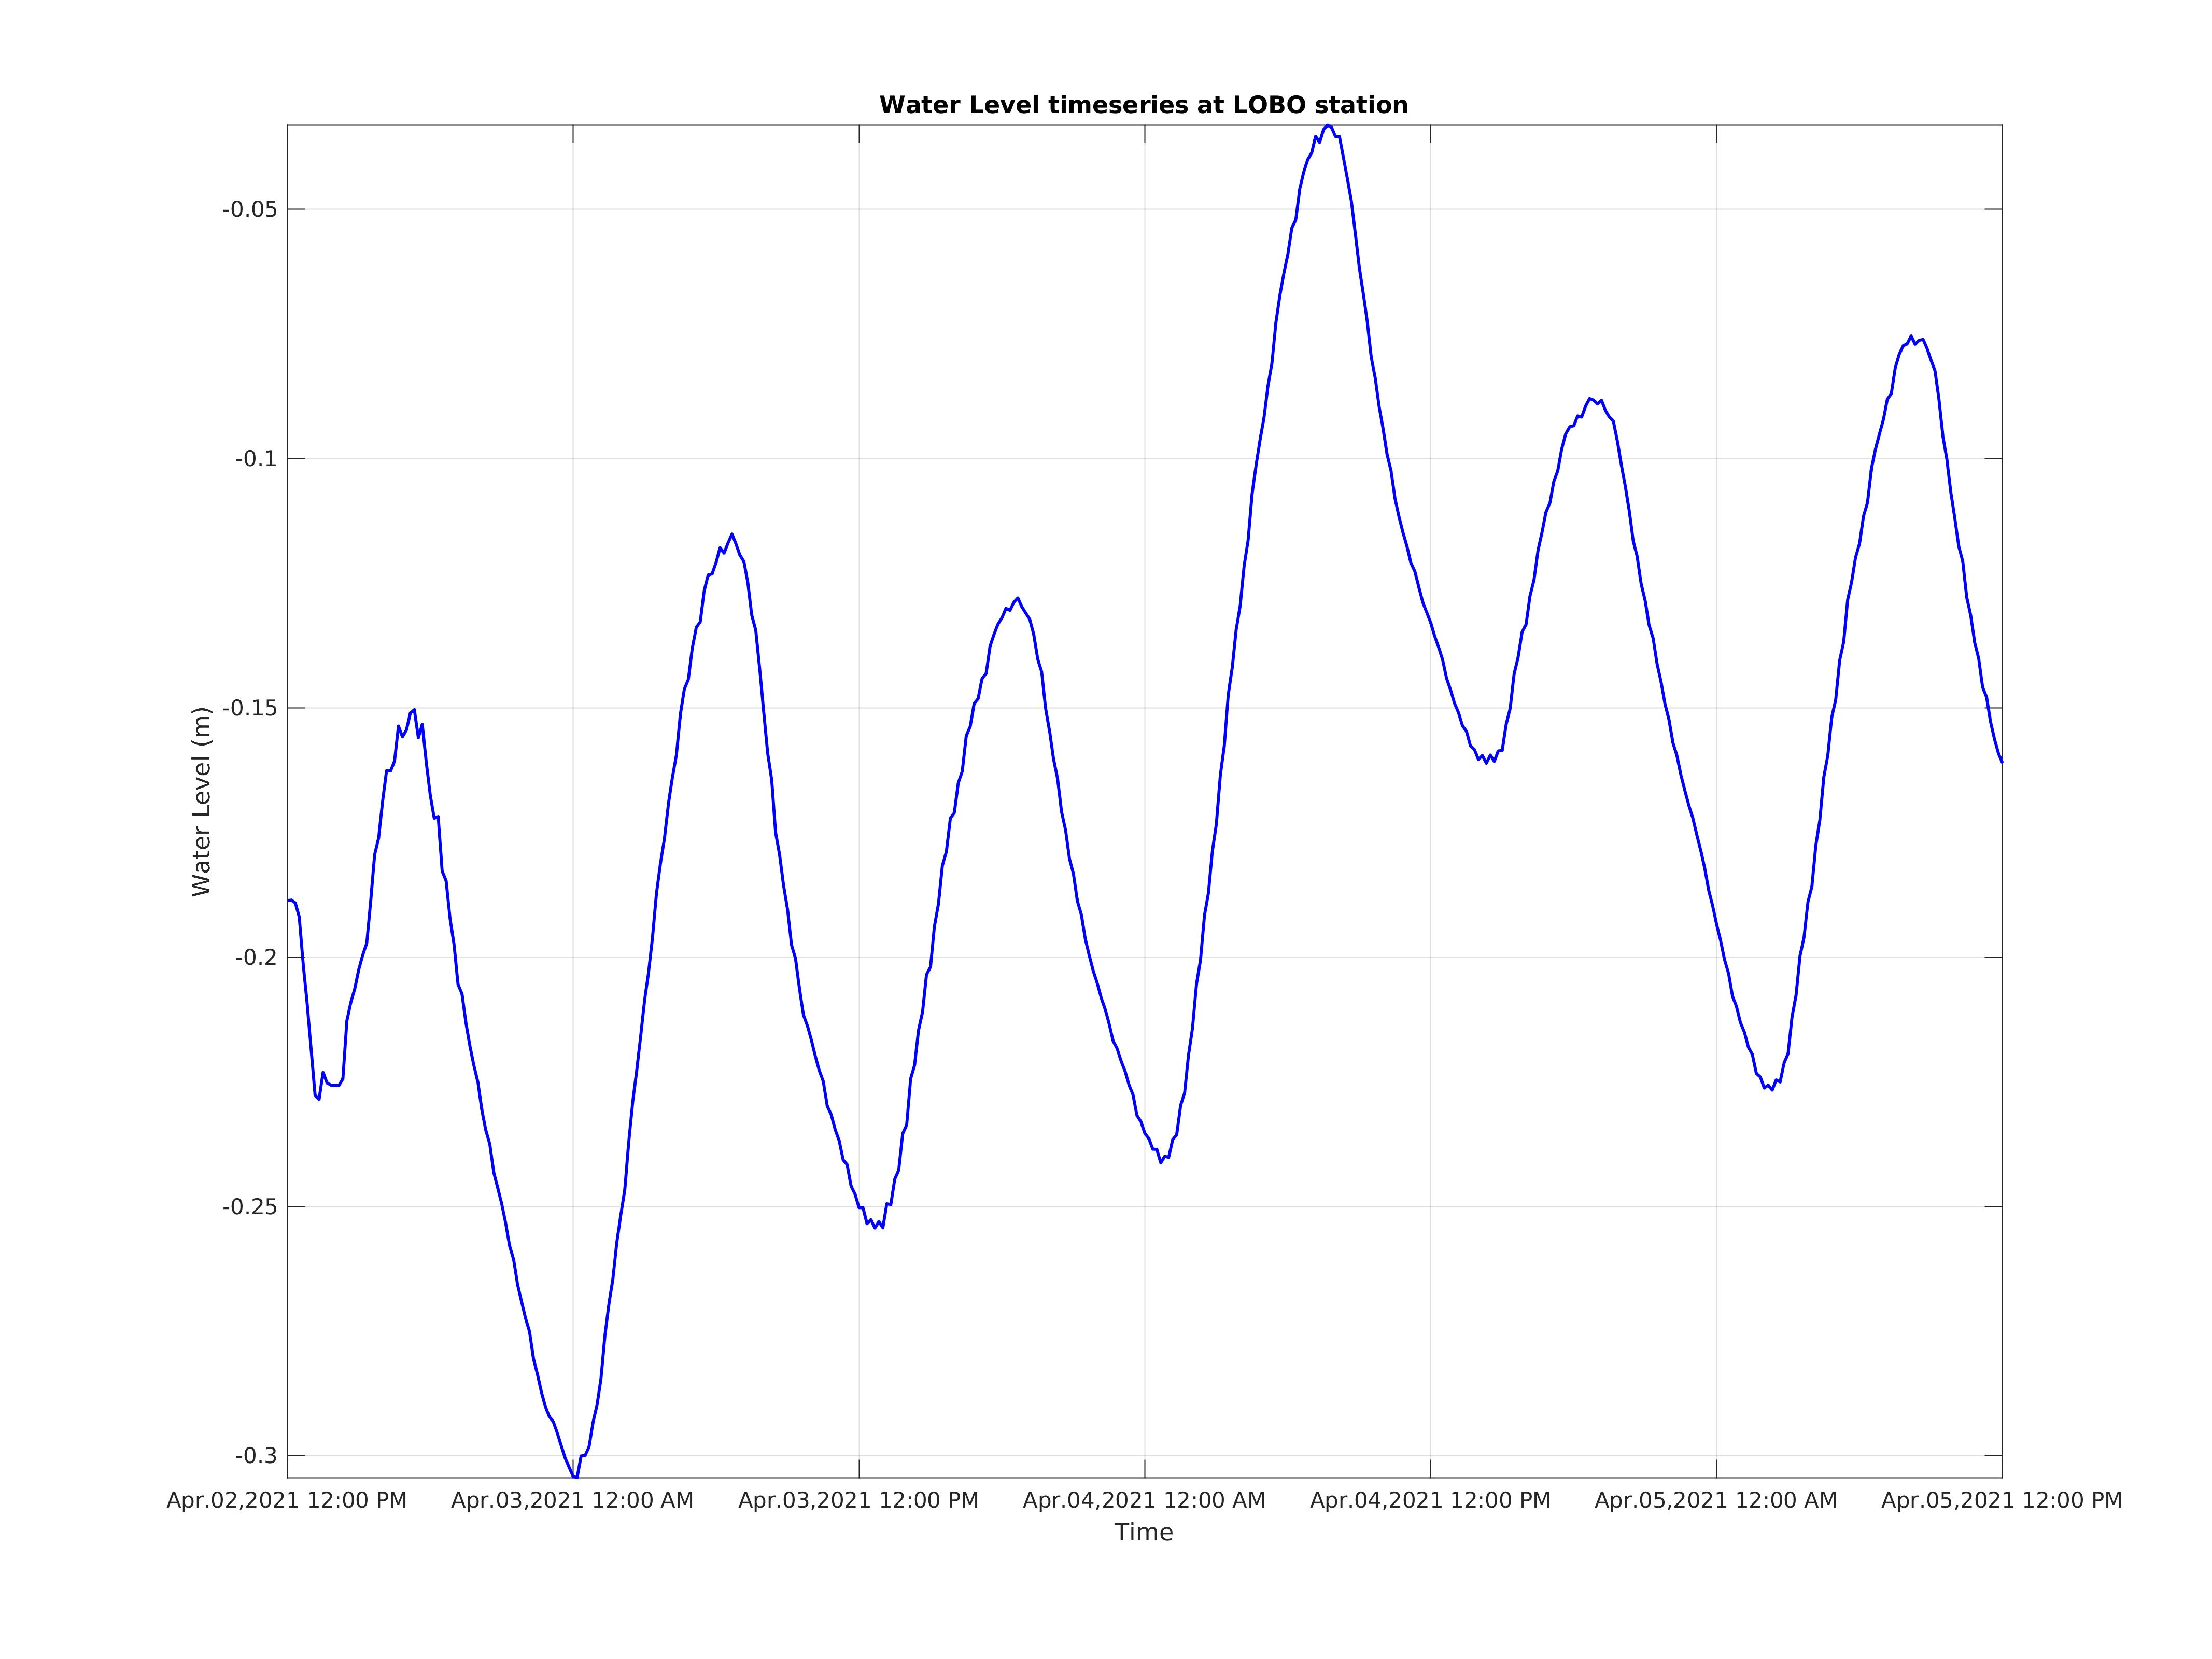 Water Level timeseries at LOBO station
-0.05
-0.1
-0.15
-0.2
-0.25
-0.3
Water Level (m)
Apr.02,2021 12:00 PM Apr.03,2021 12:00 AM Apr.03,2021 12:00 PM Apr.04,2021 12:00 AM Apr.04,2021 12:00 PM Apr.05,2021 12:00 AM Apr.05,2021 12:00 PM
Time